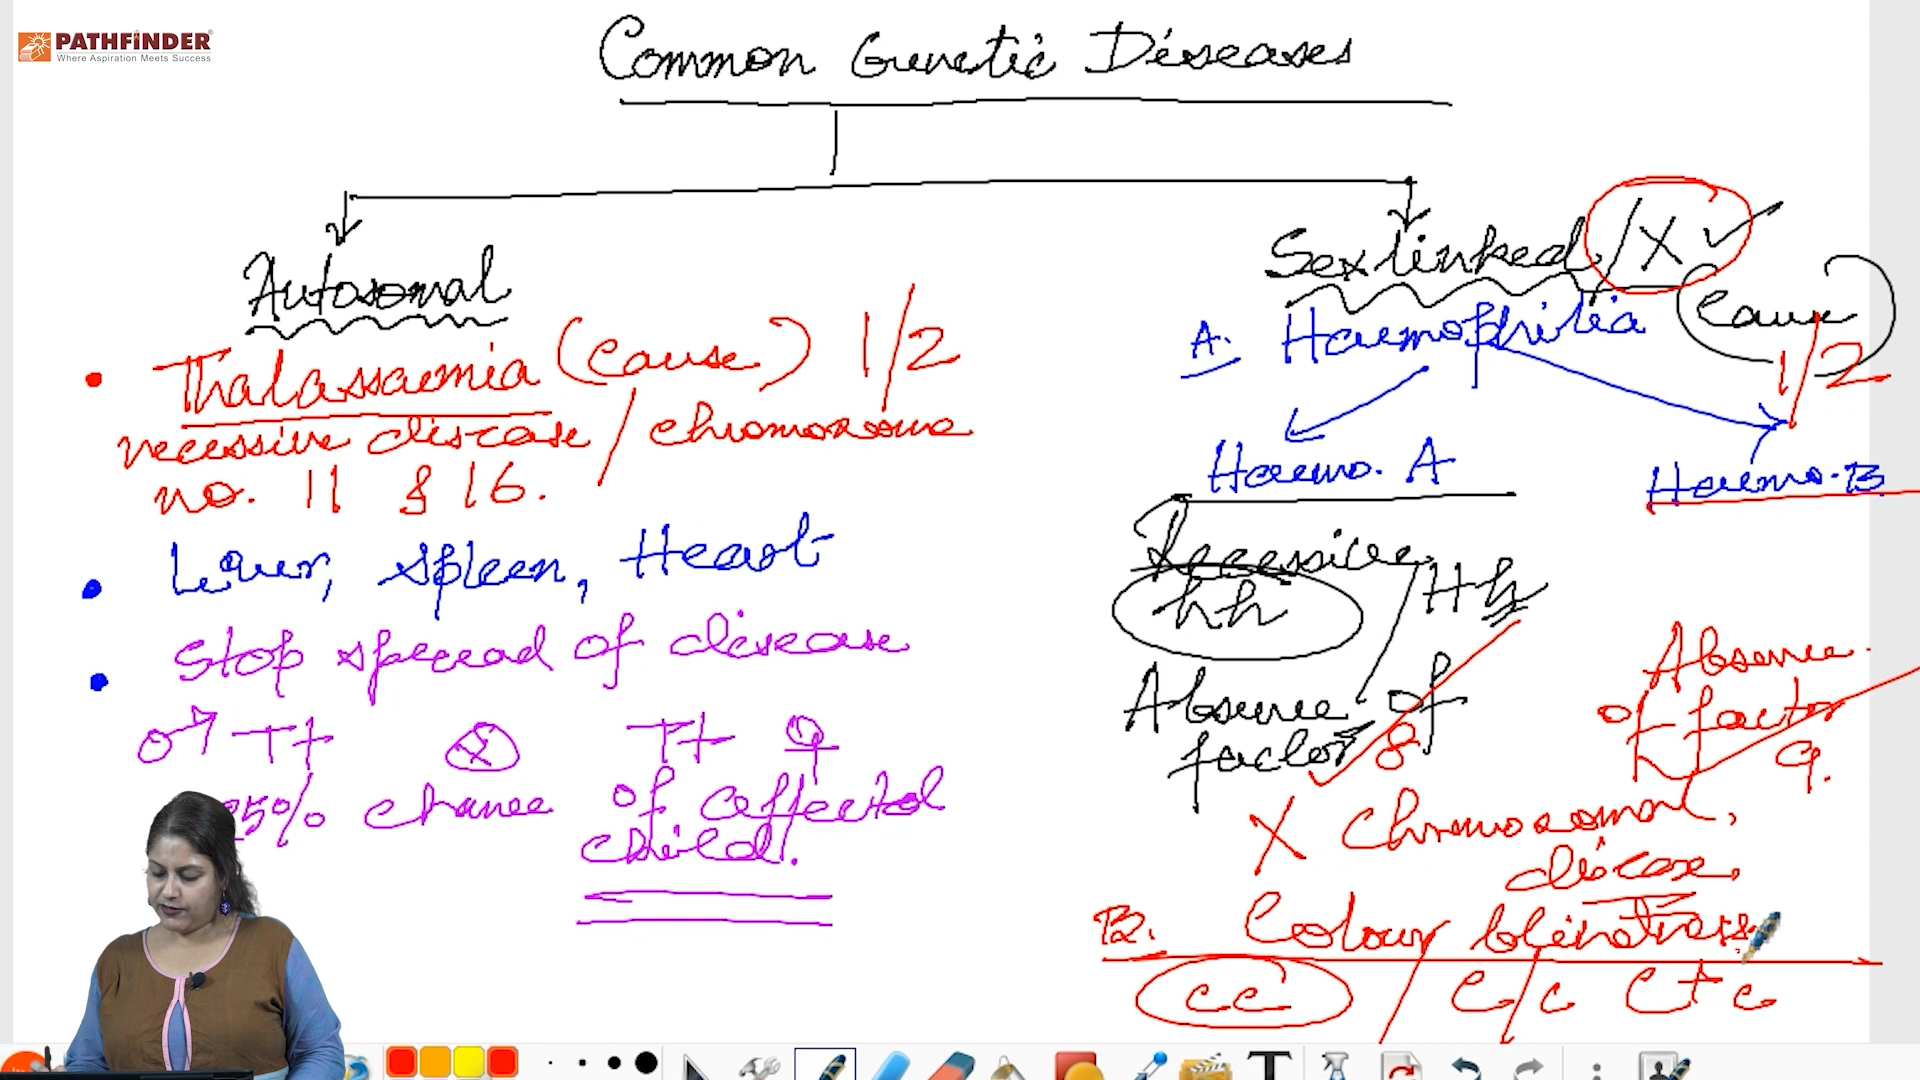 PATHFINDER
Where Aspiration Meets Success
Common Genetic Diseases
Autosomal
Thalassaemia (cause) 1/2
recessive disease / chromosome
no. 11 & 16.
Liver, Spleen, Heart
Stop spread of disease
♂ Tt ⊗ Tt ♀
25% chance of affected
child.
Sex linked / X ✓
A. Haemophilia (cause)
1/2
Haemo. A
Haemo. B
Recessive
hh / Hh
Absence of
factor 8
Absence
of factor
9.
X Chromosomal,
disease
B. Colour blindness.
cc / c/c c+c
T